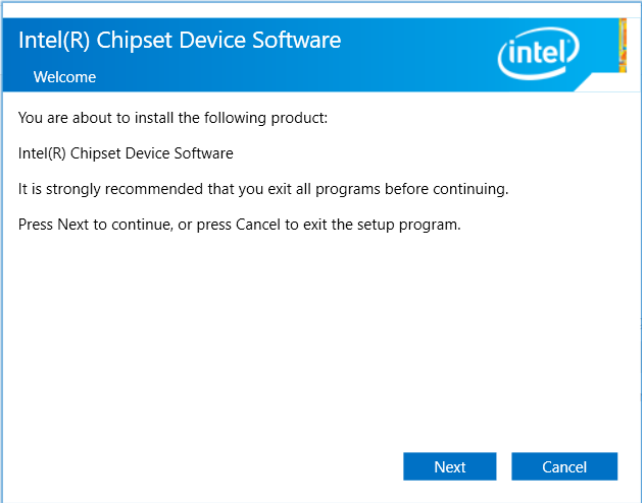 Intel(R) Chipset Device Software
intel
Welcome
You are about to install the following product:
Intel(R) Chipset Device Software
It is strongly recommended that you exit all programs before continuing.
Press Next to continue, or press Cancel to exit the setup program.
Next Cancel